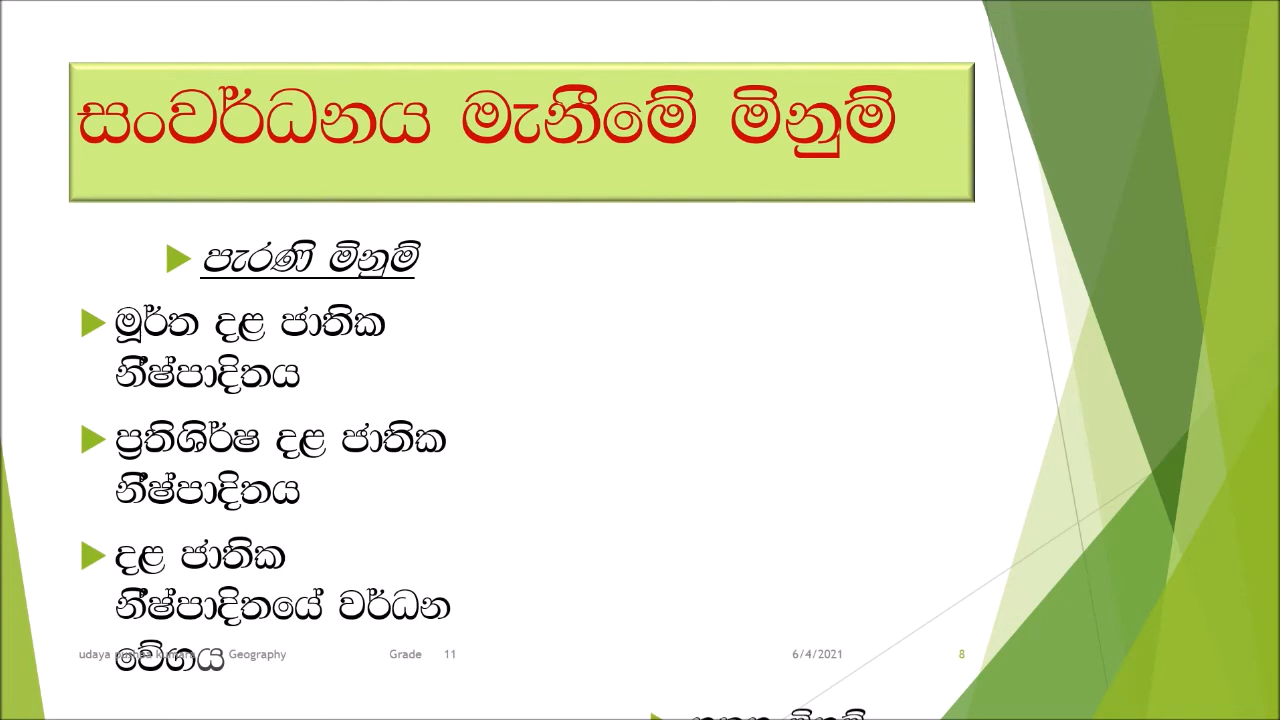 සංවර්ධනය මැනීමේ මිනුම්
පැරණි මිනුම්
මූර්ත දළ ජාතික
නිෂ්පාදිතය
ප්‍රතිශිර්ෂ දළ ජාතික
නිෂ්පාදිතය
දළ ජාතික
නිෂ්පාදිතයේ වර්ධන
වේගය
udaya kumara Geography Grade 11 6/4/2021 8